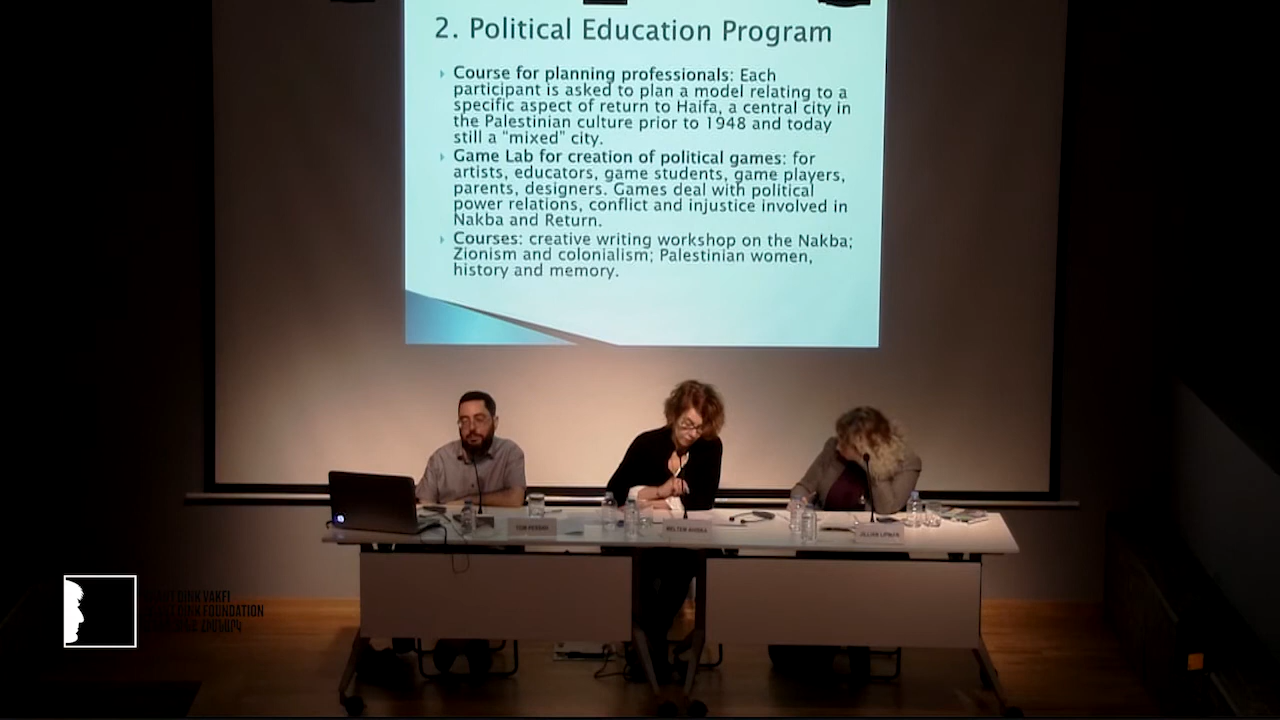 2. Political Education Program
Course for planning professionals: Each
participant is asked to plan a model relating to a
specific aspect of return to Haifa, a central city in
the Palestinian culture prior to 1948 and today
still a "mixed" city.
Game Lab for creation of political games: for
artists, educators, game students, game players,
parents, designers. Games deal with political
power relations, conflict and injustice involved in
Nakba and Return.
Courses: creative writing workshop on the Nakba;
Zionism and colonialism; Palestinian women,
history and memory.
DINK VAKFI
DINK FOUNDATION